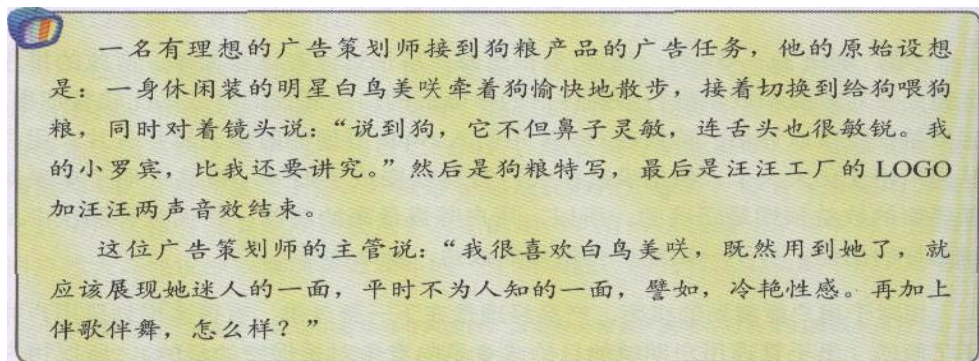 一名有理想的广告策划师接到狗粮产品的广告任务，他的原始设想
是：一身休闲装的明星白鸟美咲牵着狗愉快地散步，接着切换到给狗喂狗
粮，同时对着镜头说：“说到狗，它不但鼻子灵敏，连舌头也很敏锐。我
的小罗宾，比我还要讲究。”然后是狗粮特写，最后是汪汪工厂的 LOGO
加汪汪两声音效结束。
这位广告策划师的主管说：“我很喜欢白鸟美咲，既然用到她了，就
应该展现她迷人的一面，平时不为人知的一面，譬如，冷艳性感。再加上
伴歌伴舞，怎么样？”